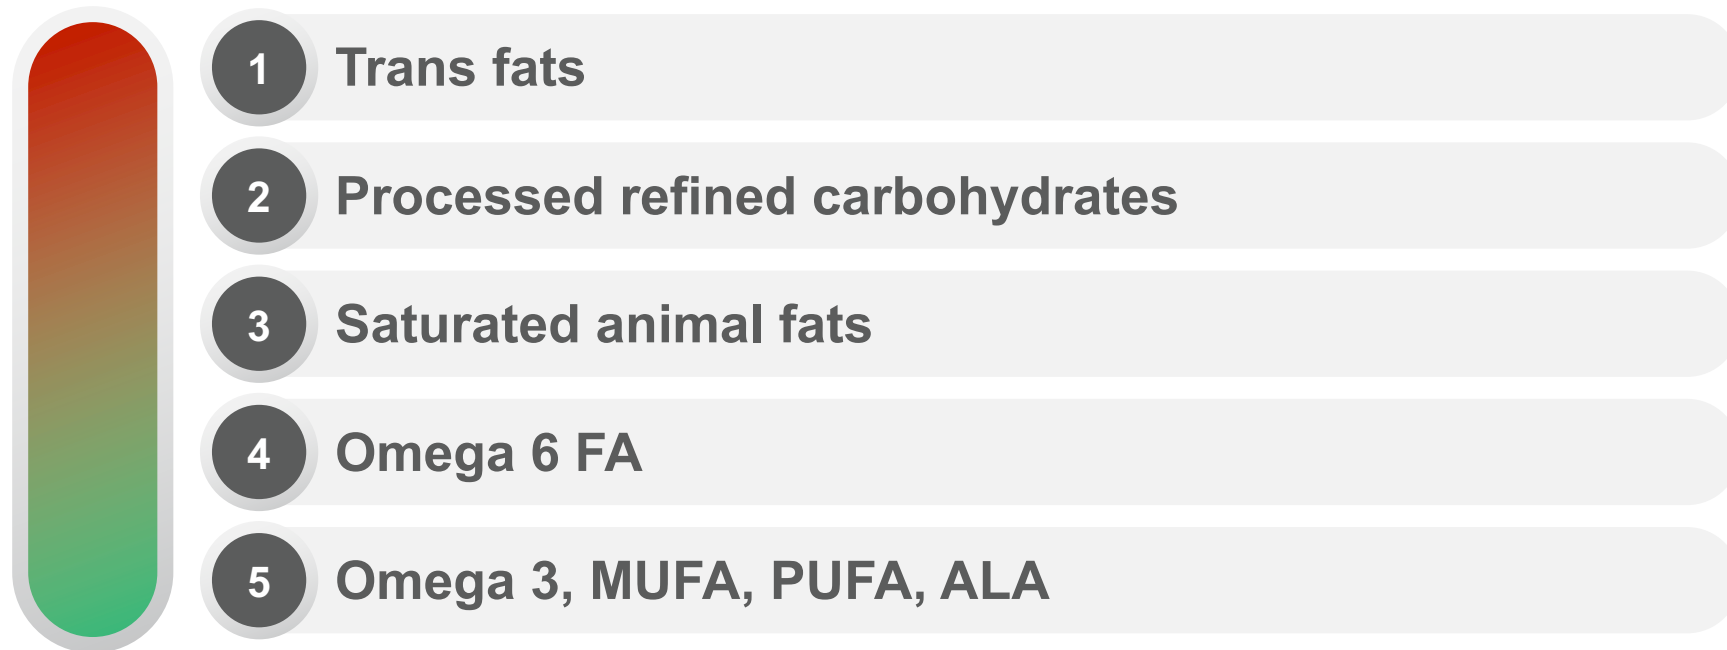 1 Trans fats
2 Processed refined carbohydrates
3 Saturated animal fats
4 Omega 6 FA
5 Omega 3, MUFA, PUFA, ALA